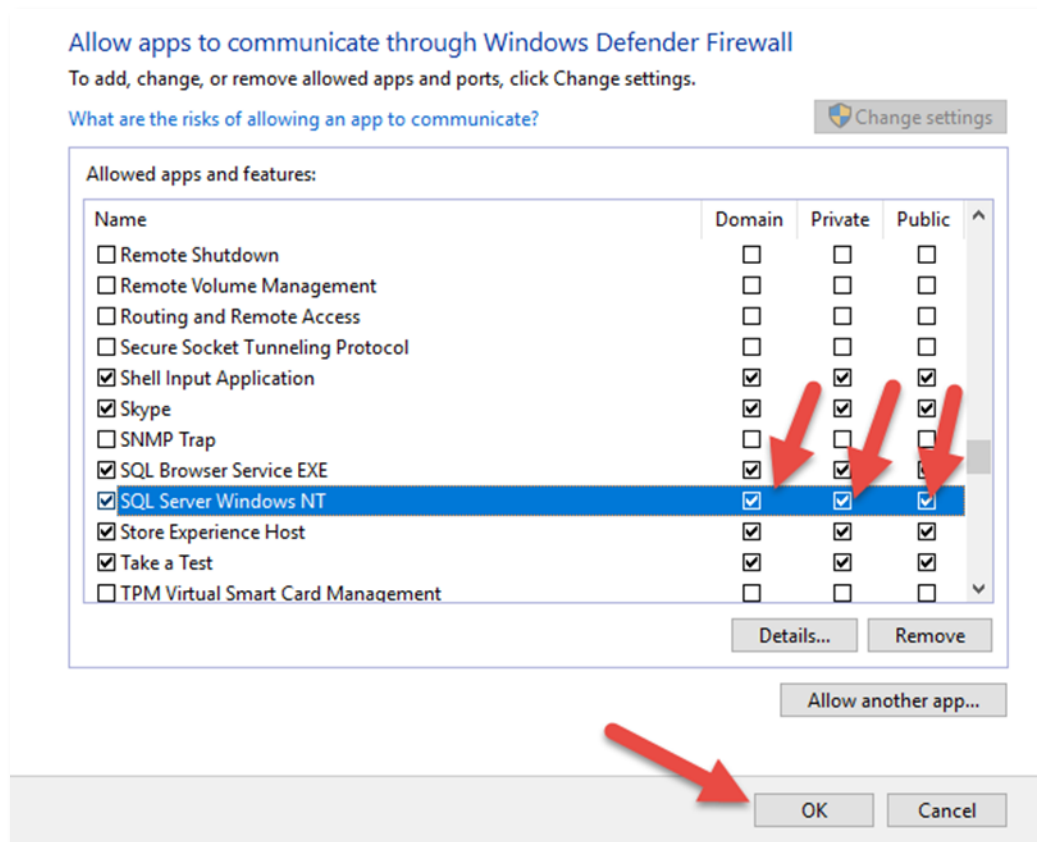 Allow apps to communicate through Windows Defender Firewall
To add, change, or remove allowed apps and ports, click Change settings.
What are the risks of allowing an app to communicate?
Change settings
Allowed apps and features:
Name Domain Private Public
Remote Shutdown
Remote Volume Management
Routing and Remote Access
Secure Socket Tunneling Protocol
Shell Input Application
Skype
SNMP Trap
SQL Browser Service EXE
SQL Server Windows NT
Store Experience Host
Take a Test
TPM Virtual Smart Card Management
Details... Remove
Allow another app...
OK Cancel